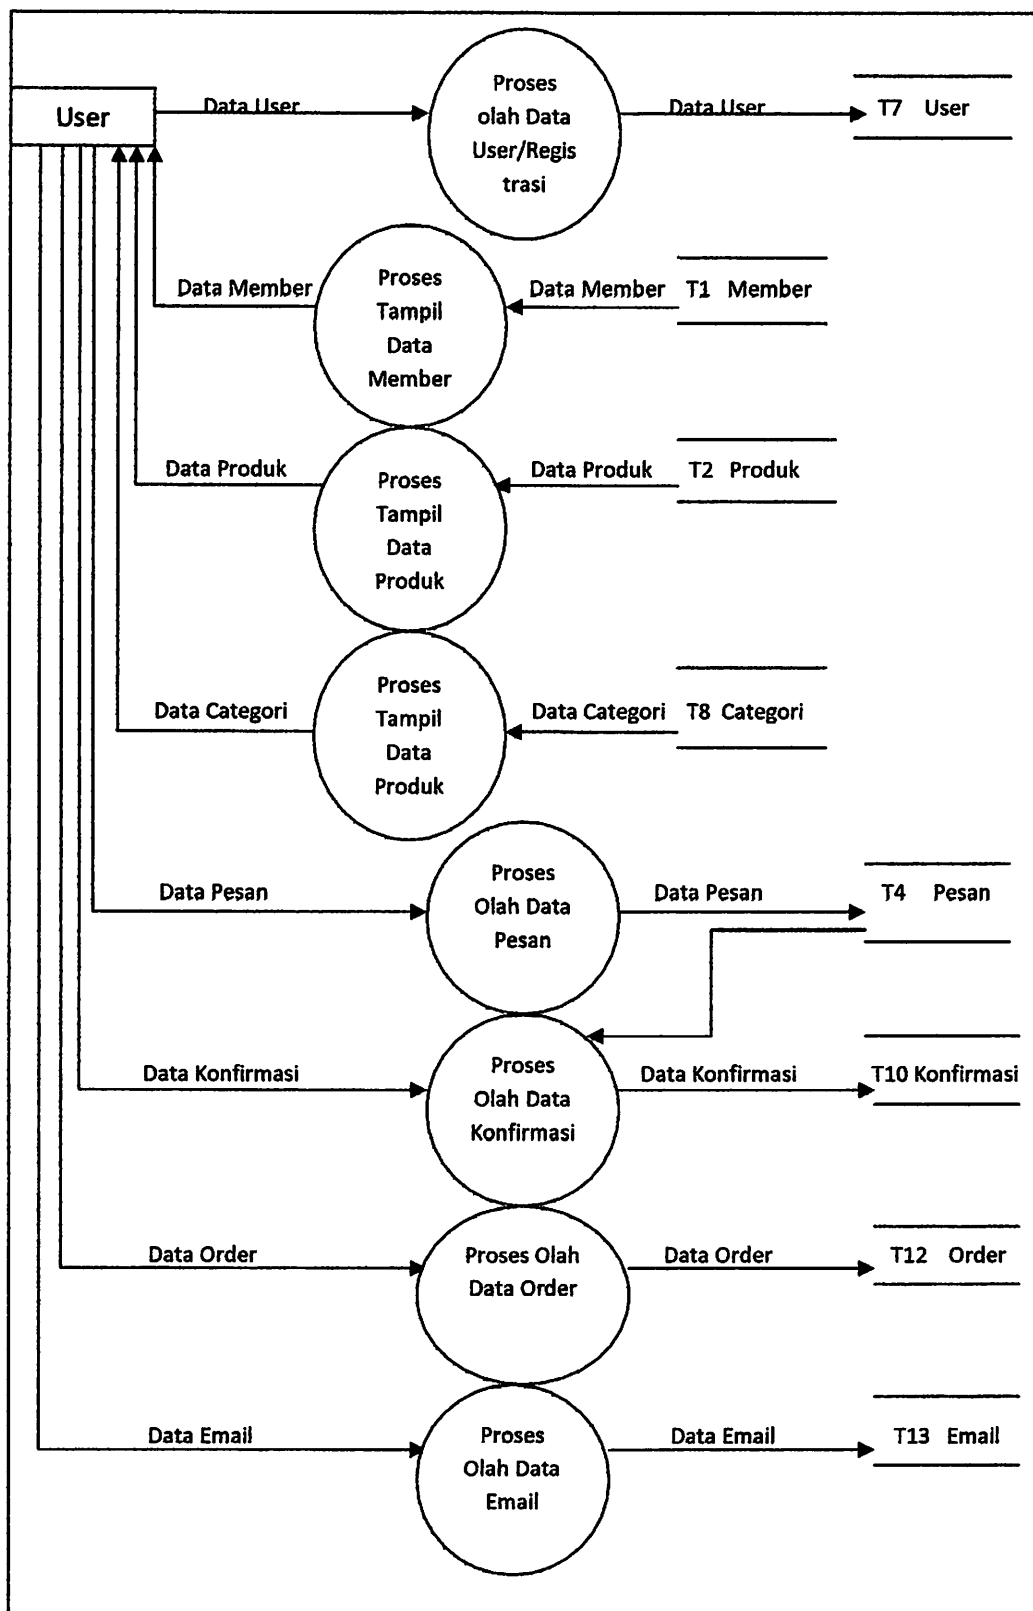 User
Data User
Proses
olah Data
User/Regis
trasi
Data User
T7 User
Data Member
Proses
Tampil
Data
Member
Data Member
T1 Member
Data Produk
Proses
Tampil
Data
Produk
Data Produk
T2 Produk
Data Categori
Proses
Tampil
Data
Produk
Data Categori
T8 Categori
Data Pesan
Proses
Olah Data
Pesan
Data Pesan
T4 Pesan
Data Konfirmasi
Proses
Olah Data
Konfirmasi
Data Konfirmasi
T10 Konfirmasi
Data Order
Proses Olah
Data Order
Data Order
T12 Order
Data Email
Proses
Olah Data
Email
Data Email
T13 Email